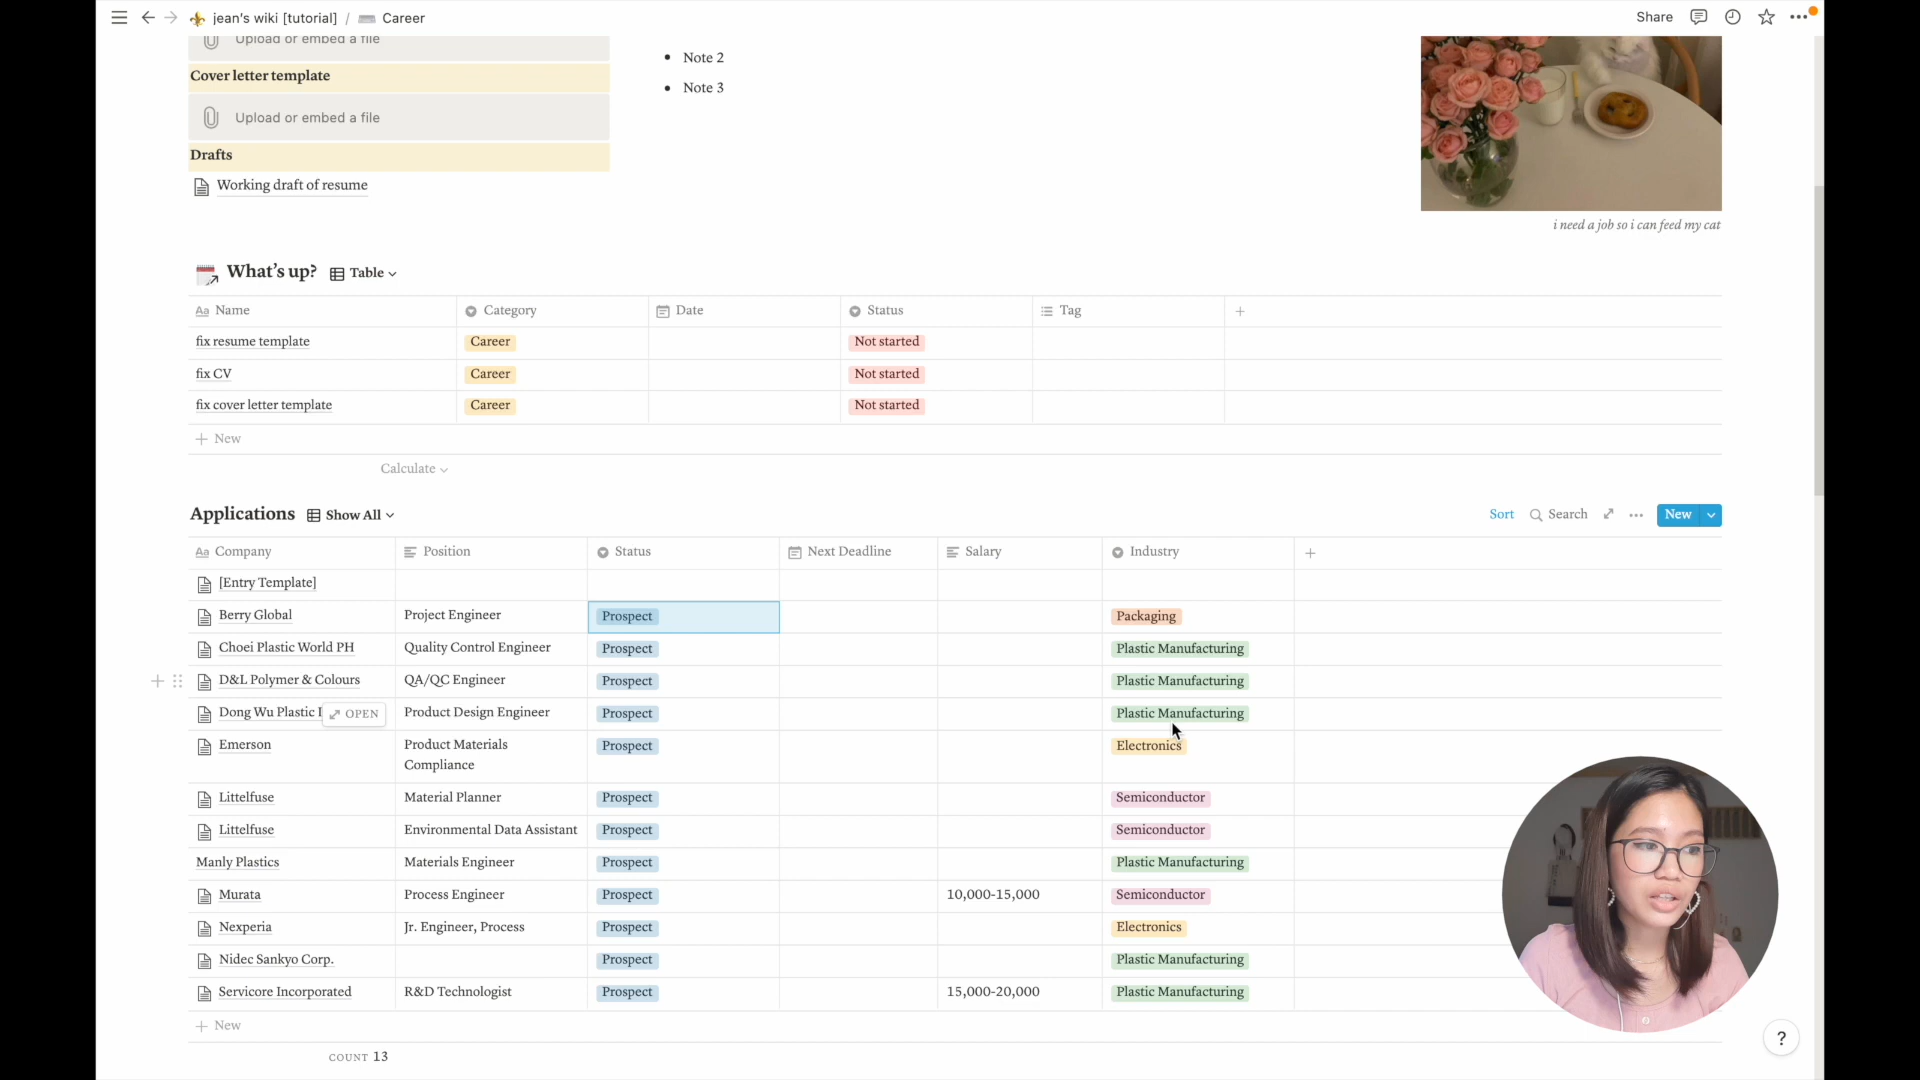 jean's wiki [tutorial] / Career
Share
Upload or embed a file
Cover letter template
Upload or embed a file
Drafts
Working draft of resume
Note 2
Note 3
i need a job so i can feed my cat
What's up? Table
Aa Name Category Date Status Tag
fix resume template Career Not started
fix CV Career Not started
fix cover letter template Career Not started
New
Calculate
Applications Show All Sort Search New
Aa Company Position Status Next Deadline Salary Industry
[Entry Template]
Berry Global Project Engineer Prospect Packaging
Choei Plastic World PH Quality Control Engineer Prospect Plastic Manufacturing
D&L Polymer & Colours QA/QC Engineer Prospect Plastic Manufacturing
Dong Wu Plastic OPEN Product Design Engineer Prospect Plastic Manufacturing
Emerson Product Materials Prospect Electronics
Compliance
Littelfuse Material Planner Prospect Semiconductor
Littelfuse Environmental Data Assistant Prospect Semiconductor
Manly Plastics Materials Engineer Prospect Plastic Manufacturing
Murata Process Engineer Prospect 10,000-15,000 Semiconductor
Nexperia Jr. Engineer, Process Prospect Electronics
Nidec Sankyo Corp. Prospect Plastic Manufacturing
Servicore Incorporated R&D Technologist Prospect 15,000-20,000 Plastic Manufacturing
New
COUNT 13
?